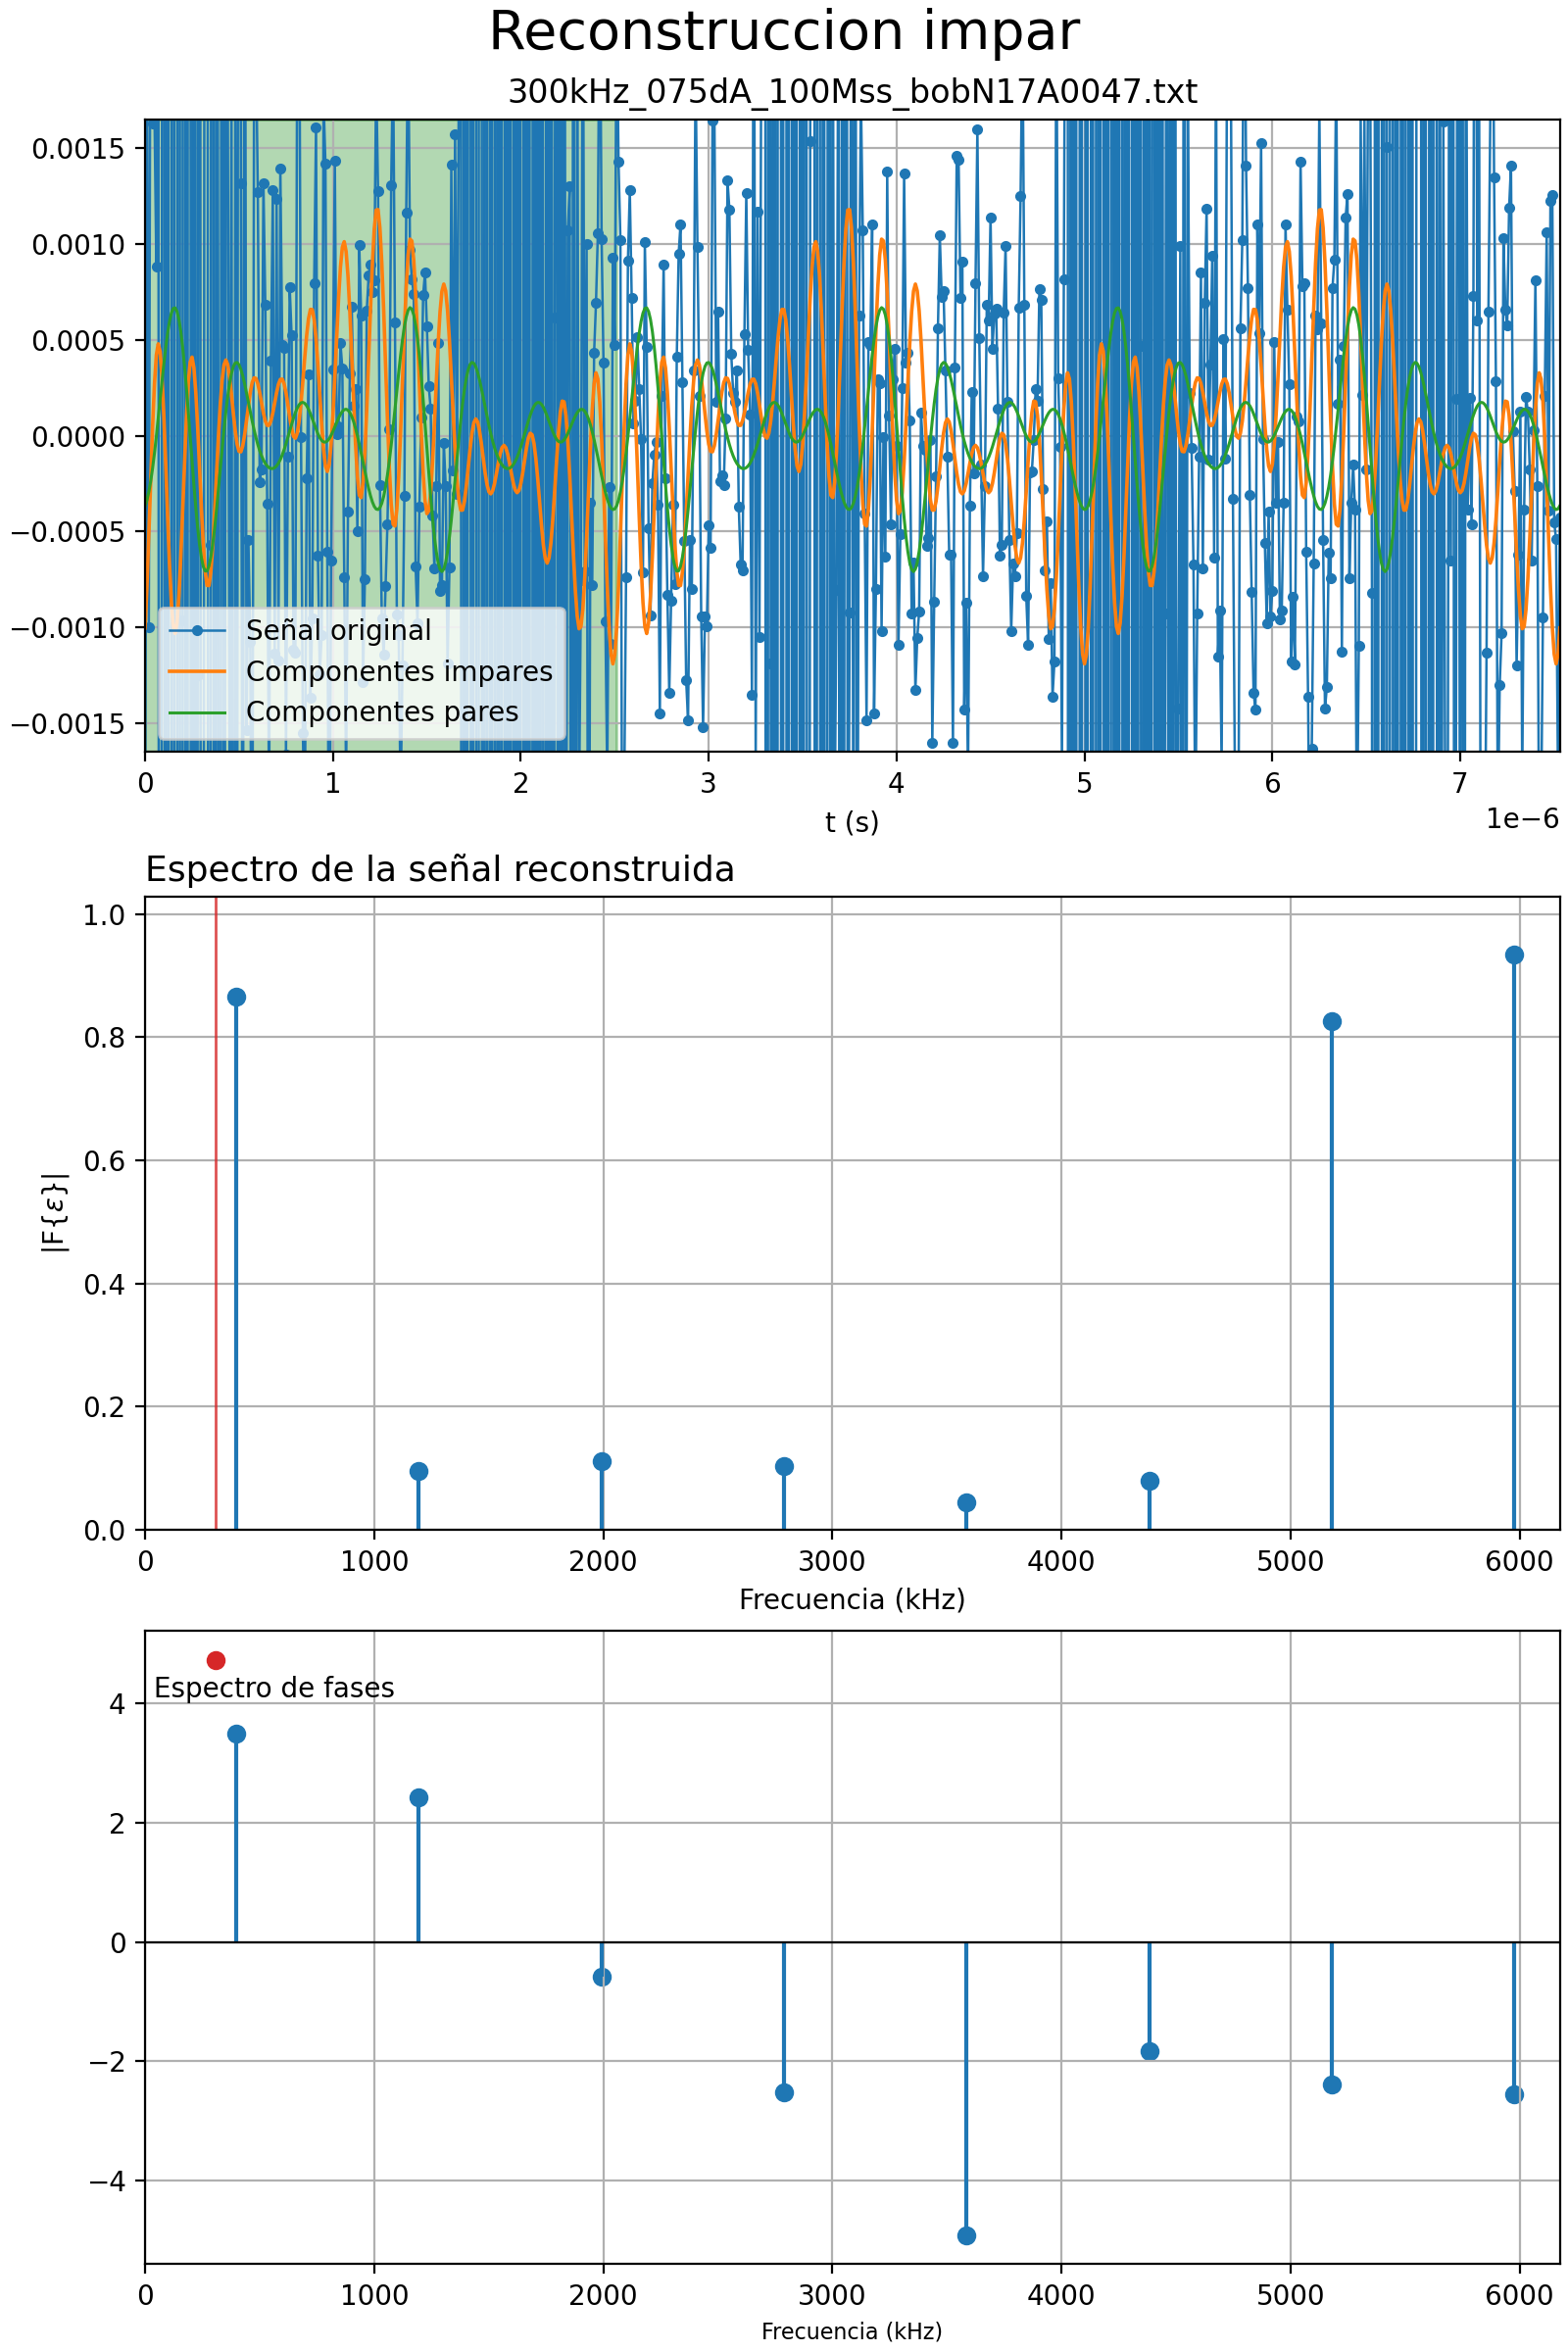 Reconstruccion impar
300kHz_075dA_100Mss_bobN17A0047.txt
0.0015
0.0010
0.0005
0.0000
−0.0005
−0.0010
−0.0015
Señal original
Componentes impares
Componentes pares
0 1 2 3 4 5 6 7
t (s)
1e−6
Espectro de la señal reconstruida
1.0
0.8
0.6
0.4
0.2
0.0
|F{ε}|
0 1000 2000 3000 4000 5000 6000
Frecuencia (kHz)
Espectro de fases
4
2
0
−2
−4
0 1000 2000 3000 4000 5000 6000
Frecuencia (kHz)